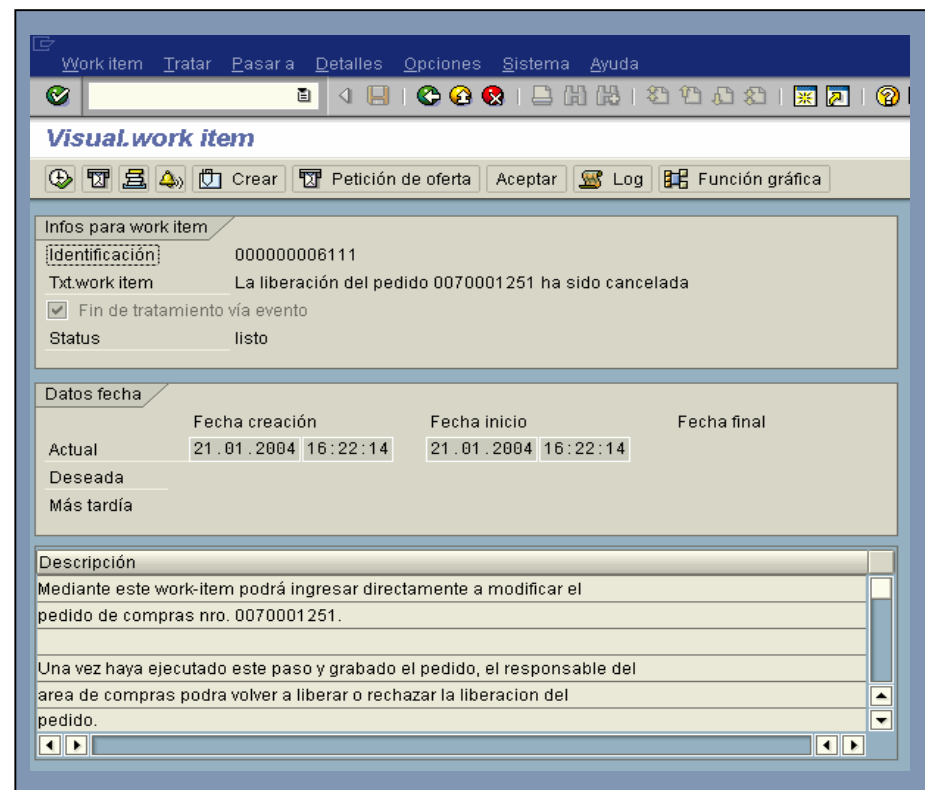 Work item Tratar Pasar a Detalles Opciones Sistema Ayuda
Visual.work item
Crear Petición de oferta Aceptar Log Función gráfica
Infos para work item
Identificación 000000006111
Txt.work item La liberación del pedido 0070001251 ha sido cancelada
Fin de tratamiento vía evento
Status listo
Datos fecha
Fecha creación Fecha inicio Fecha final
Actual 21.01.2004 16:22:14 21.01.2004 16:22:14
Deseada
Más tardía
Descripción
Mediante este work-item podrá ingresar directamente a modificar el
pedido de compras nro. 0070001251.
Una vez haya ejecutado este paso y grabado el pedido, el responsable del
area de compras podra volver a liberar o rechazar la liberacion del
pedido.